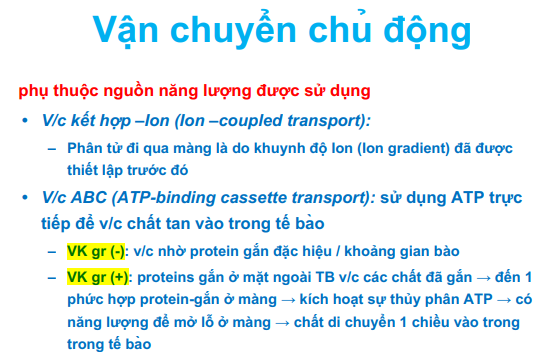 Vận chuyển chủ động
phụ thuộc nguồn năng lượng được sử dụng
• V/c kết hợp –Ion (Ion –coupled transport):
– Phân tử đi qua màng là do khuynh độ Ion (Ion gradient) đã được
thiết lập trước đó
• V/c ABC (ATP-binding cassette transport): sử dụng ATP trực
tiếp để v/c chất tan vào trong tế bào
– VK gr (-): v/c nhờ protein gắn đặc hiệu / khoảng gian bào
– VK gr (+): proteins gắn ở mặt ngoài TB v/c các chất đã gắn → đến 1
phức hợp protein-gắn ở màng → kích hoạt sự thủy phân ATP → có
năng lượng để mở lỗ ở màng → chất di chuyển 1 chiều vào trong
trong tế bào